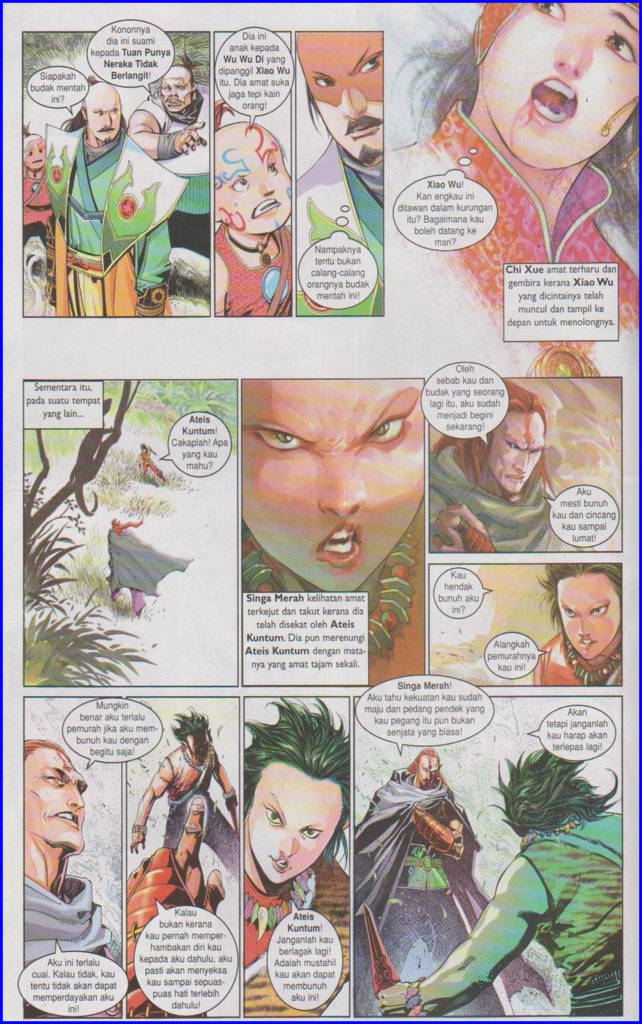 Siapakah
budak mentah
ini?
Kononnya
dia ini suami
kepada Tuan Punya
Neraka Tidak
Berlangit!
Dia ini
anak kepada
Wu Wu Di yang
dipanggil Xiao Wu
itu. Dia amat suka
jaga tepi kain
orang!
Nampaknya
tentu bukan
calang-calang
orangnya budak
mentah ini!
Xiao Wu!
Kan engkau ini
ditawan dalam kurungan
itu? Bagaimana kau
boleh datang ke
mari?
Chi Xue amat terharu dan
gembira kerana Xiao Wu
yang dicintainya telah
muncul dan tampil ke
depan untuk menolongnya.
Sementara itu,
pada suatu tempat
yang lain...
Ateis
Kuntum!
Cakaplah! Apa
yang kau
mahu?
Singa Merah kelihatan amat
terkejut dan takut kerana dia
telah disekat oleh Ateis
Kuntum. Dia pun merenungi
Ateis Kuntum dengan mata-
nya yang amat tajam sekali.
Oleh
sebab kau dan
budak yang seorang
lagi itu, aku sudah
menjadi begini
sekarang!
Aku
mesti bunuh
kau dan cincang
kau sampai
lumat!
Kau
hendak
bunuh aku
ini?
Alangkah
pemurahnya
kau ini!
Mungkin
benar aku terlalu
pemurah jika aku mem-
bunuh kau dengan
begitu saja!
Aku ini terlalu
cuai. Kalau tidak, kau
tentu tidak akan dapat
memperdayakan aku
ini!
Kalau
bukan kerana
kau pernah memper-
hambakan diri kau
kepada aku dahulu, aku
pasti akan menyeksa
kau sampai sepuas-
puas hati terlebih
dahulu!
Ateis
Kuntum!
Janganlah kau
berlagak lagi!
Adalah mustahil
kau akan dapat
membunuh
aku ini!
Singa Merah!
Aku tahu kekuatan kau sudah
maju dan pedang pendek yang
kau pegang itu pun bukan
senjata yang biasa!
Akan
tetapi janganlah
kau harap akan
terlepas lagi!